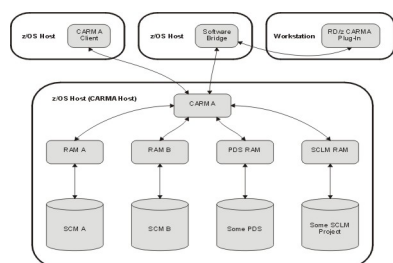 z/OS Host
CARMA
Client
z/OS Host
Software
Bridge
Workstation
RD/z CARMA
Plug-In
z/OS Host (CARMA Host)
CARMA
RAM A
RAM B
PDS RAM
SCLM RAM
SCM A
SCM B
Some PDS
Some SCLM
Project